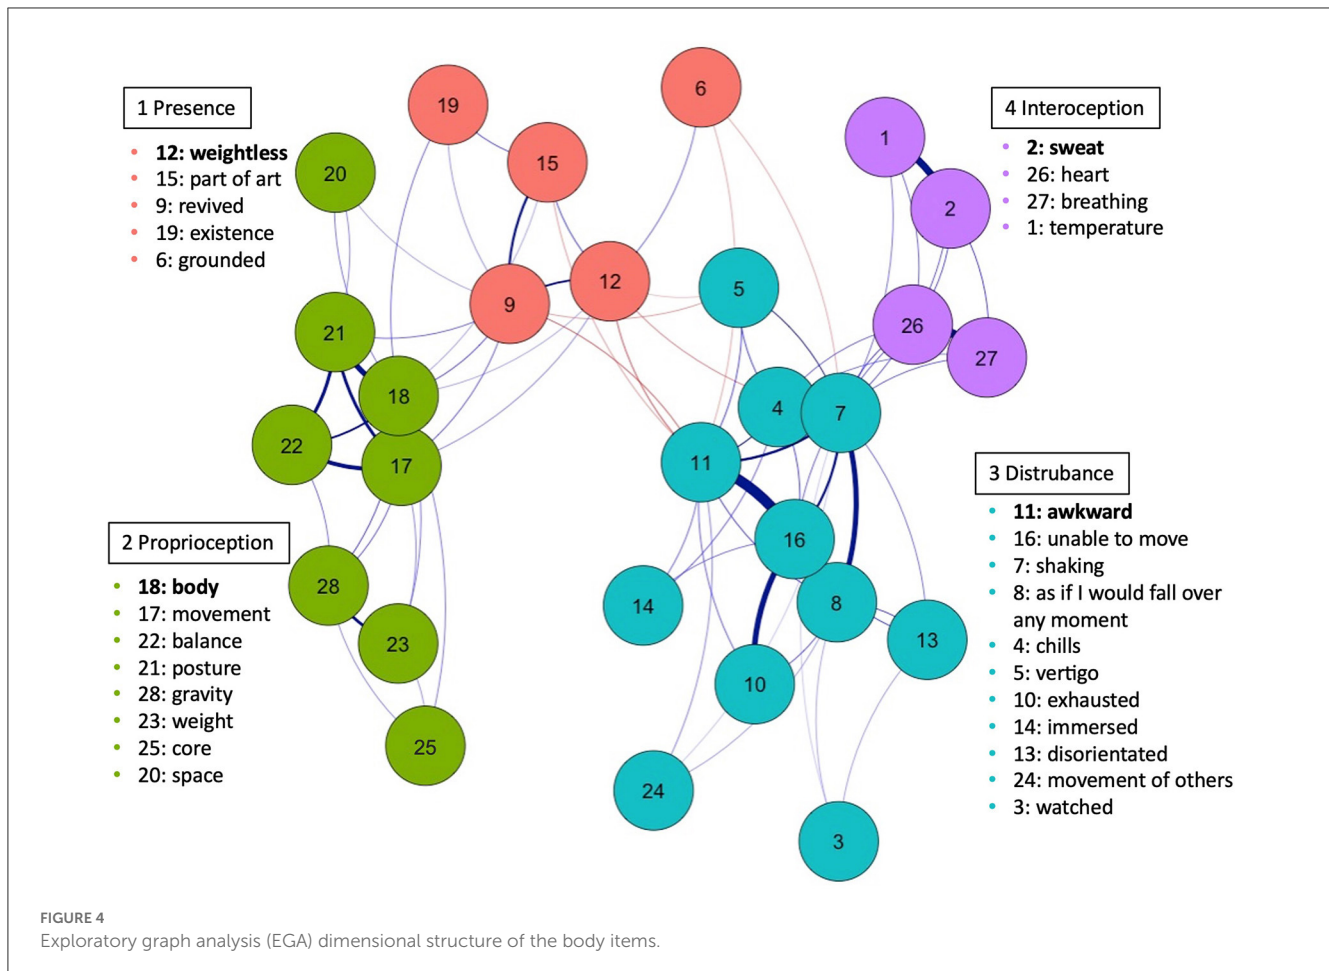 1 Presence
12: weightless
15: part of art
9: revived
19: existence
6: grounded
2 Proprioception
18: body
17: movement
22: balance
21: posture
28: gravity
23: weight
25: core
20: space
19
6
15
20
12
9
5
21
18
4
7
22
17
11
16
28
14
8
13
23
10
25
24
3
1
2
26
27
4 Interoception
2: sweat
26: heart
27: breathing
1: temperature
3 Distrubance
11: awkward
16: unable to move
7: shaking
8: as if I would fall over
any moment
4: chills
5: vertigo
10: exhausted
14: immersed
13: disorientated
24: movement of others
3: watched
FIGURE 4
Exploratory graph analysis (EGA) dimensional structure of the body items.